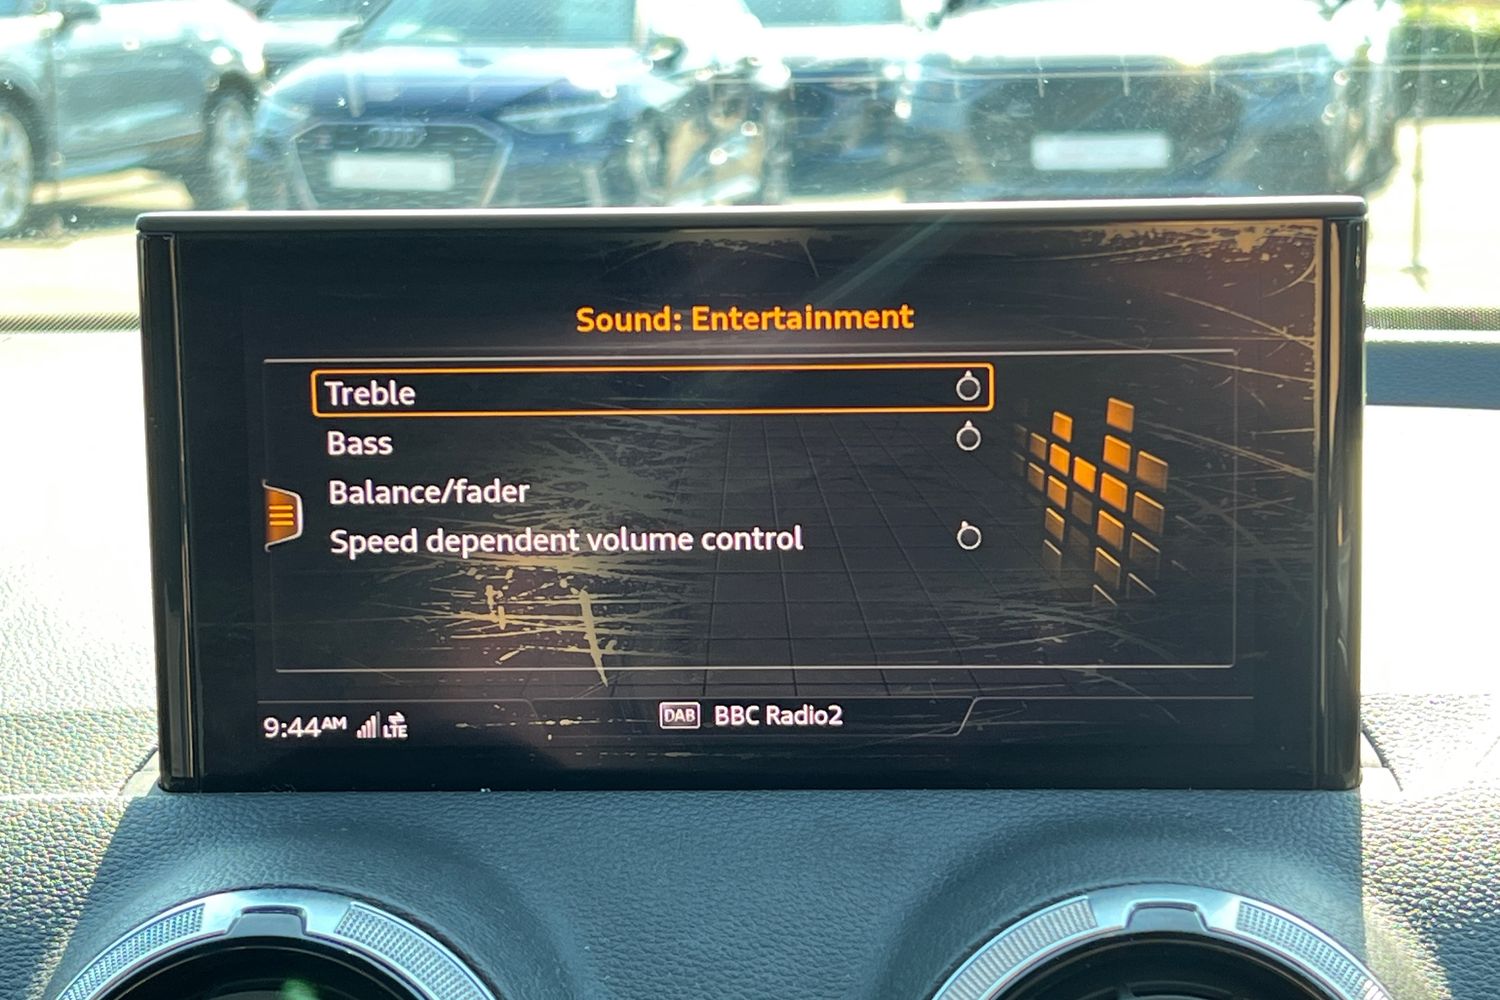 Sound: Entertainment
Treble
Bass
Balance/fader
Speed dependent volume control
9:44AM LTE
DAB BBC Radio2